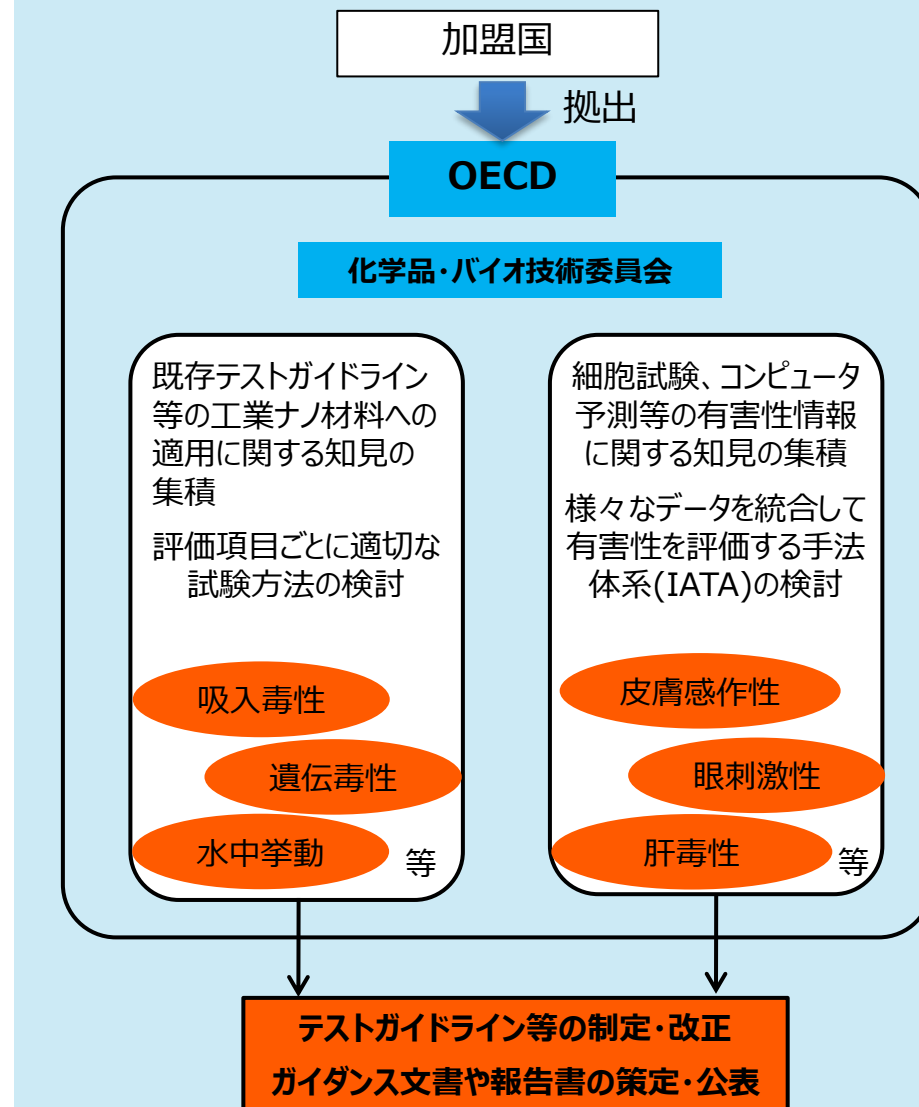 加盟国
拠出
OECD
化学品・バイオ技術委員会
既存テストガイドライン
等の工業ナノ材料への
適用に関する知見の
集積
評価項目ごとに適切な
試験方法の検討
吸入毒性
遺伝毒性
水中挙動
等
細胞試験、コンピュータ
予測等の有害性情報
に関する知見の集積
様々なデータを統合して
有害性を評価する手法
体系(IATA)の検討
皮膚感作性
眼刺激性
肝毒性
等
テストガイドライン等の制定・改正
ガイダンス文書や報告書の策定・公表